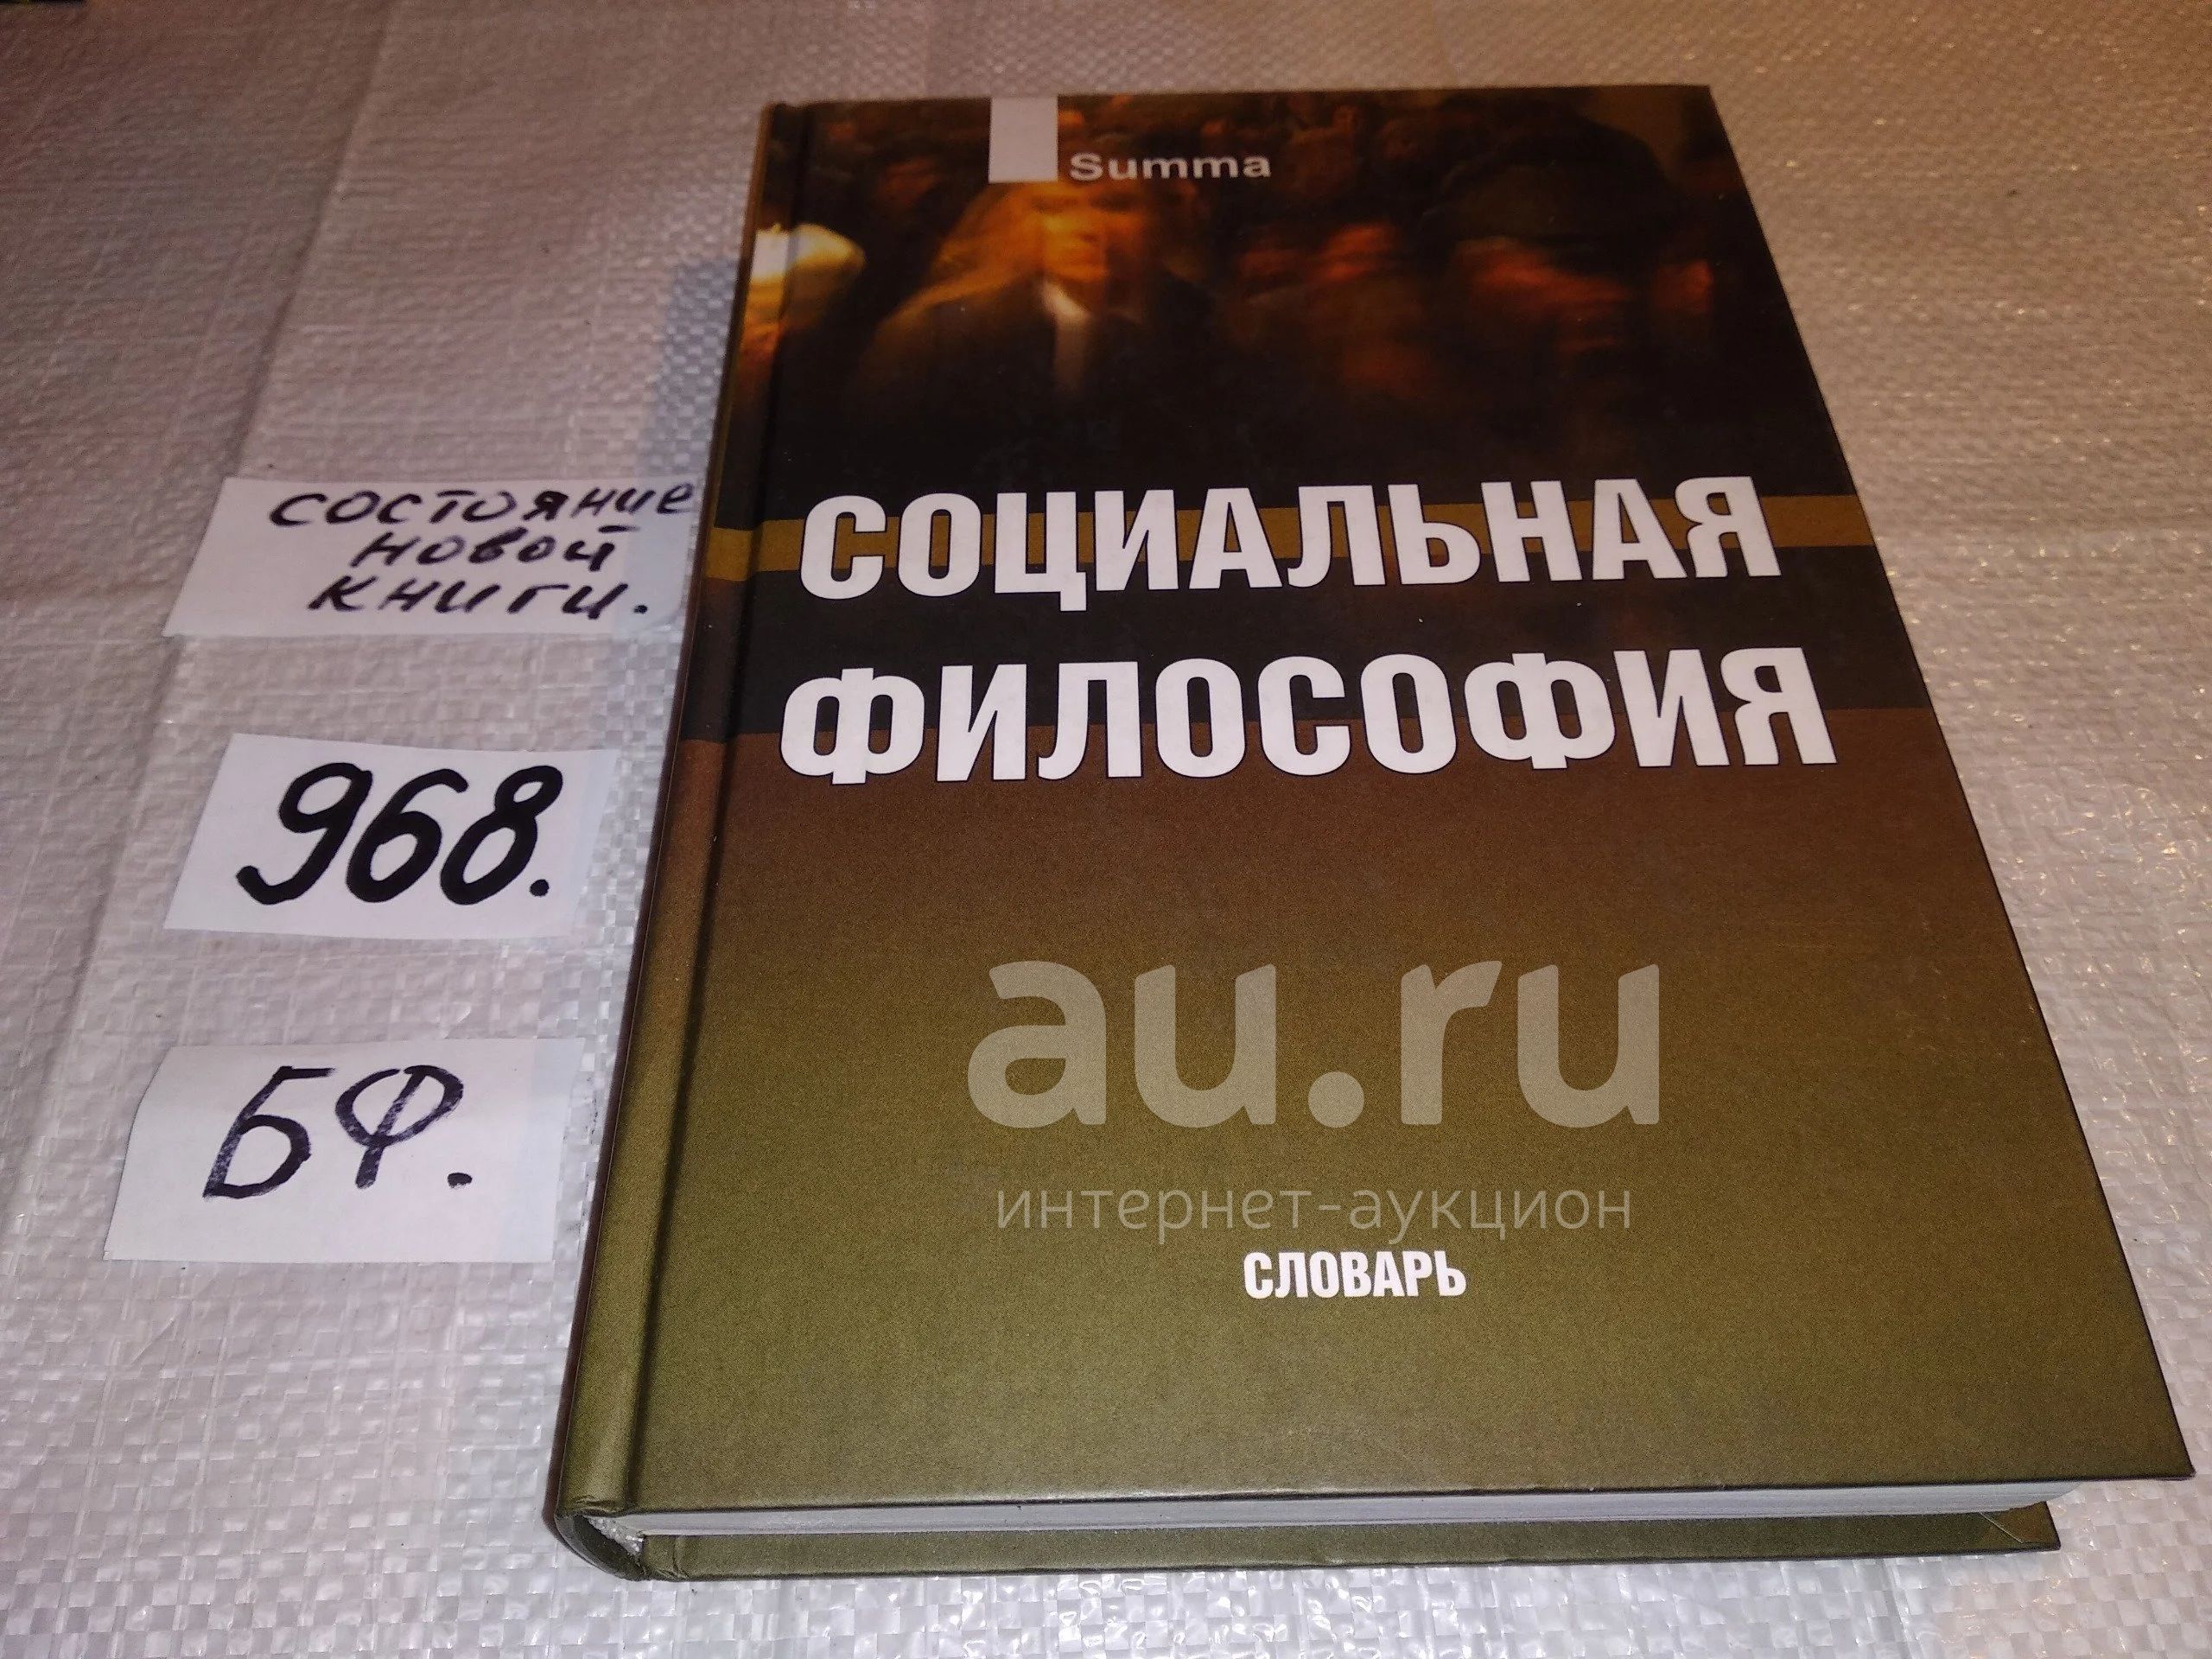 Summa
СОЦИАЛЬНАЯ
ФИЛОСОФИЯ
СЛОВАРЬ
состояние
новой
книги.
968.
БФ.
au.ru
интернет-аукцион